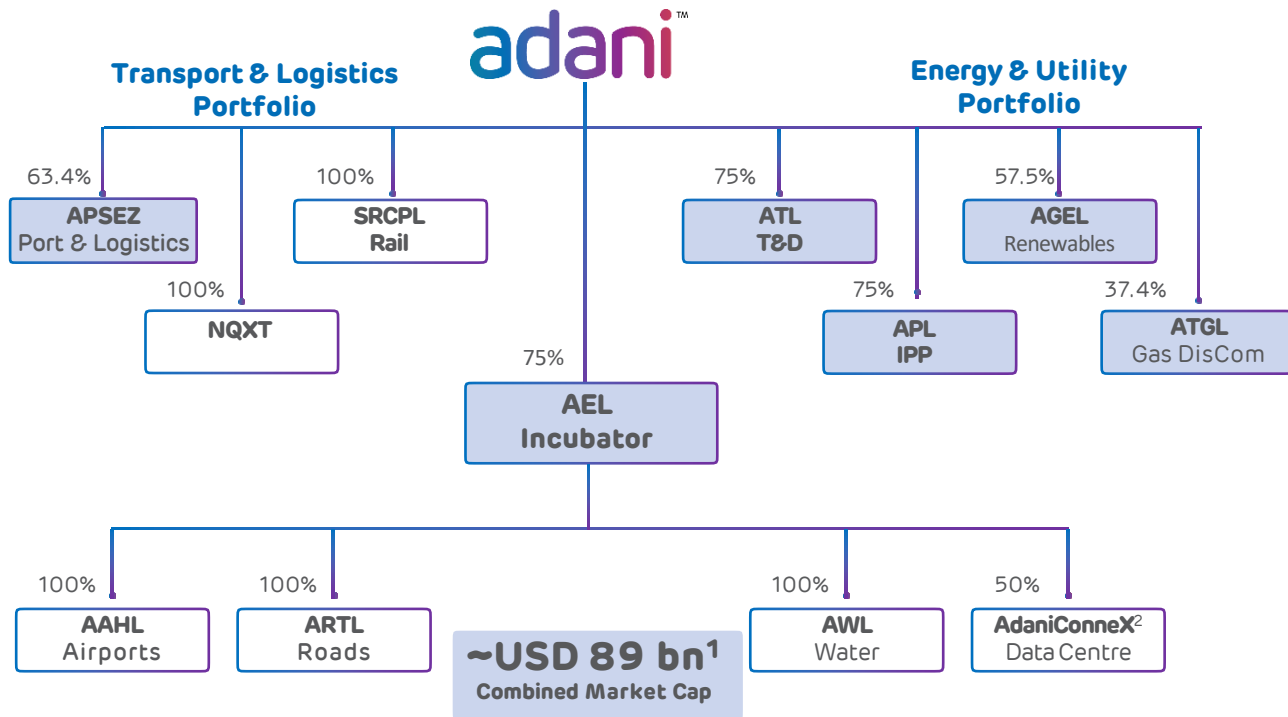 adani™
Transport & Logistics
Portfolio
Energy & Utility
Portfolio
63.4%
APSEZ
Port & Logistics
100%
SRCPL
Rail
75%
ATL
T&D
57.5%
AGEL
Renewables
100%
NQXT
75%
APL
IPP
37.4%
ATGL
Gas DisCom
75%
AEL
Incubator
100%
AAHL
Airports
100%
ARTL
Roads
100%
AWL
Water
50%
AdaniConneX²
Data Centre
~USD 89 bn¹
Combined Market Cap